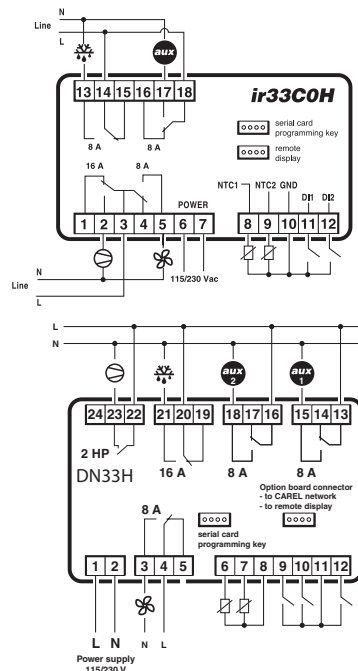 N
Line
L
aux
13 14 15 16 17 18
ir33C0H
8 A
8 A
serial card
programming key
remote
display
16 A
8 A
POWER
NTC1
NTC2 GND
DI1
DI2
1 2 3 4 5 6 7
8 9 10 11 12
115/230 Vac
N
Line
L
L
N
aux
2
aux
1
24 23 22
21 20 19
18 17 16
15 14 13
2 HP
DN33H
16 A
8 A
8 A
8 A
Option board connector
- to CAREL network
- to remote display
serial card
programming key
1 2
3 4 5
6 7 8 9 10 11 12
L N
N L
Power supply
115/230 V